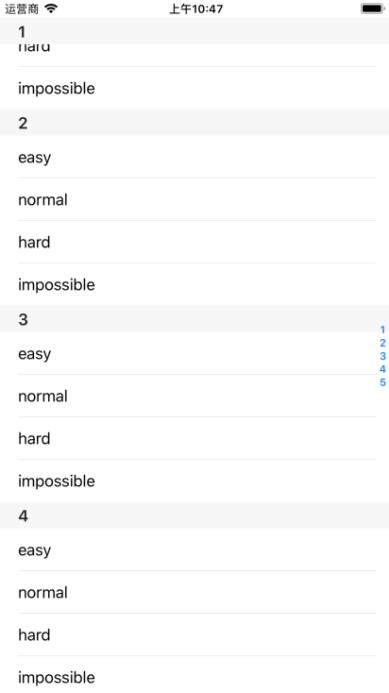 运营商 上午10:47
1
hard
impossible
2
easy
normal
hard
impossible
3
easy
normal
hard
impossible
4
easy
normal
hard
impossible
1
2
3
4
5